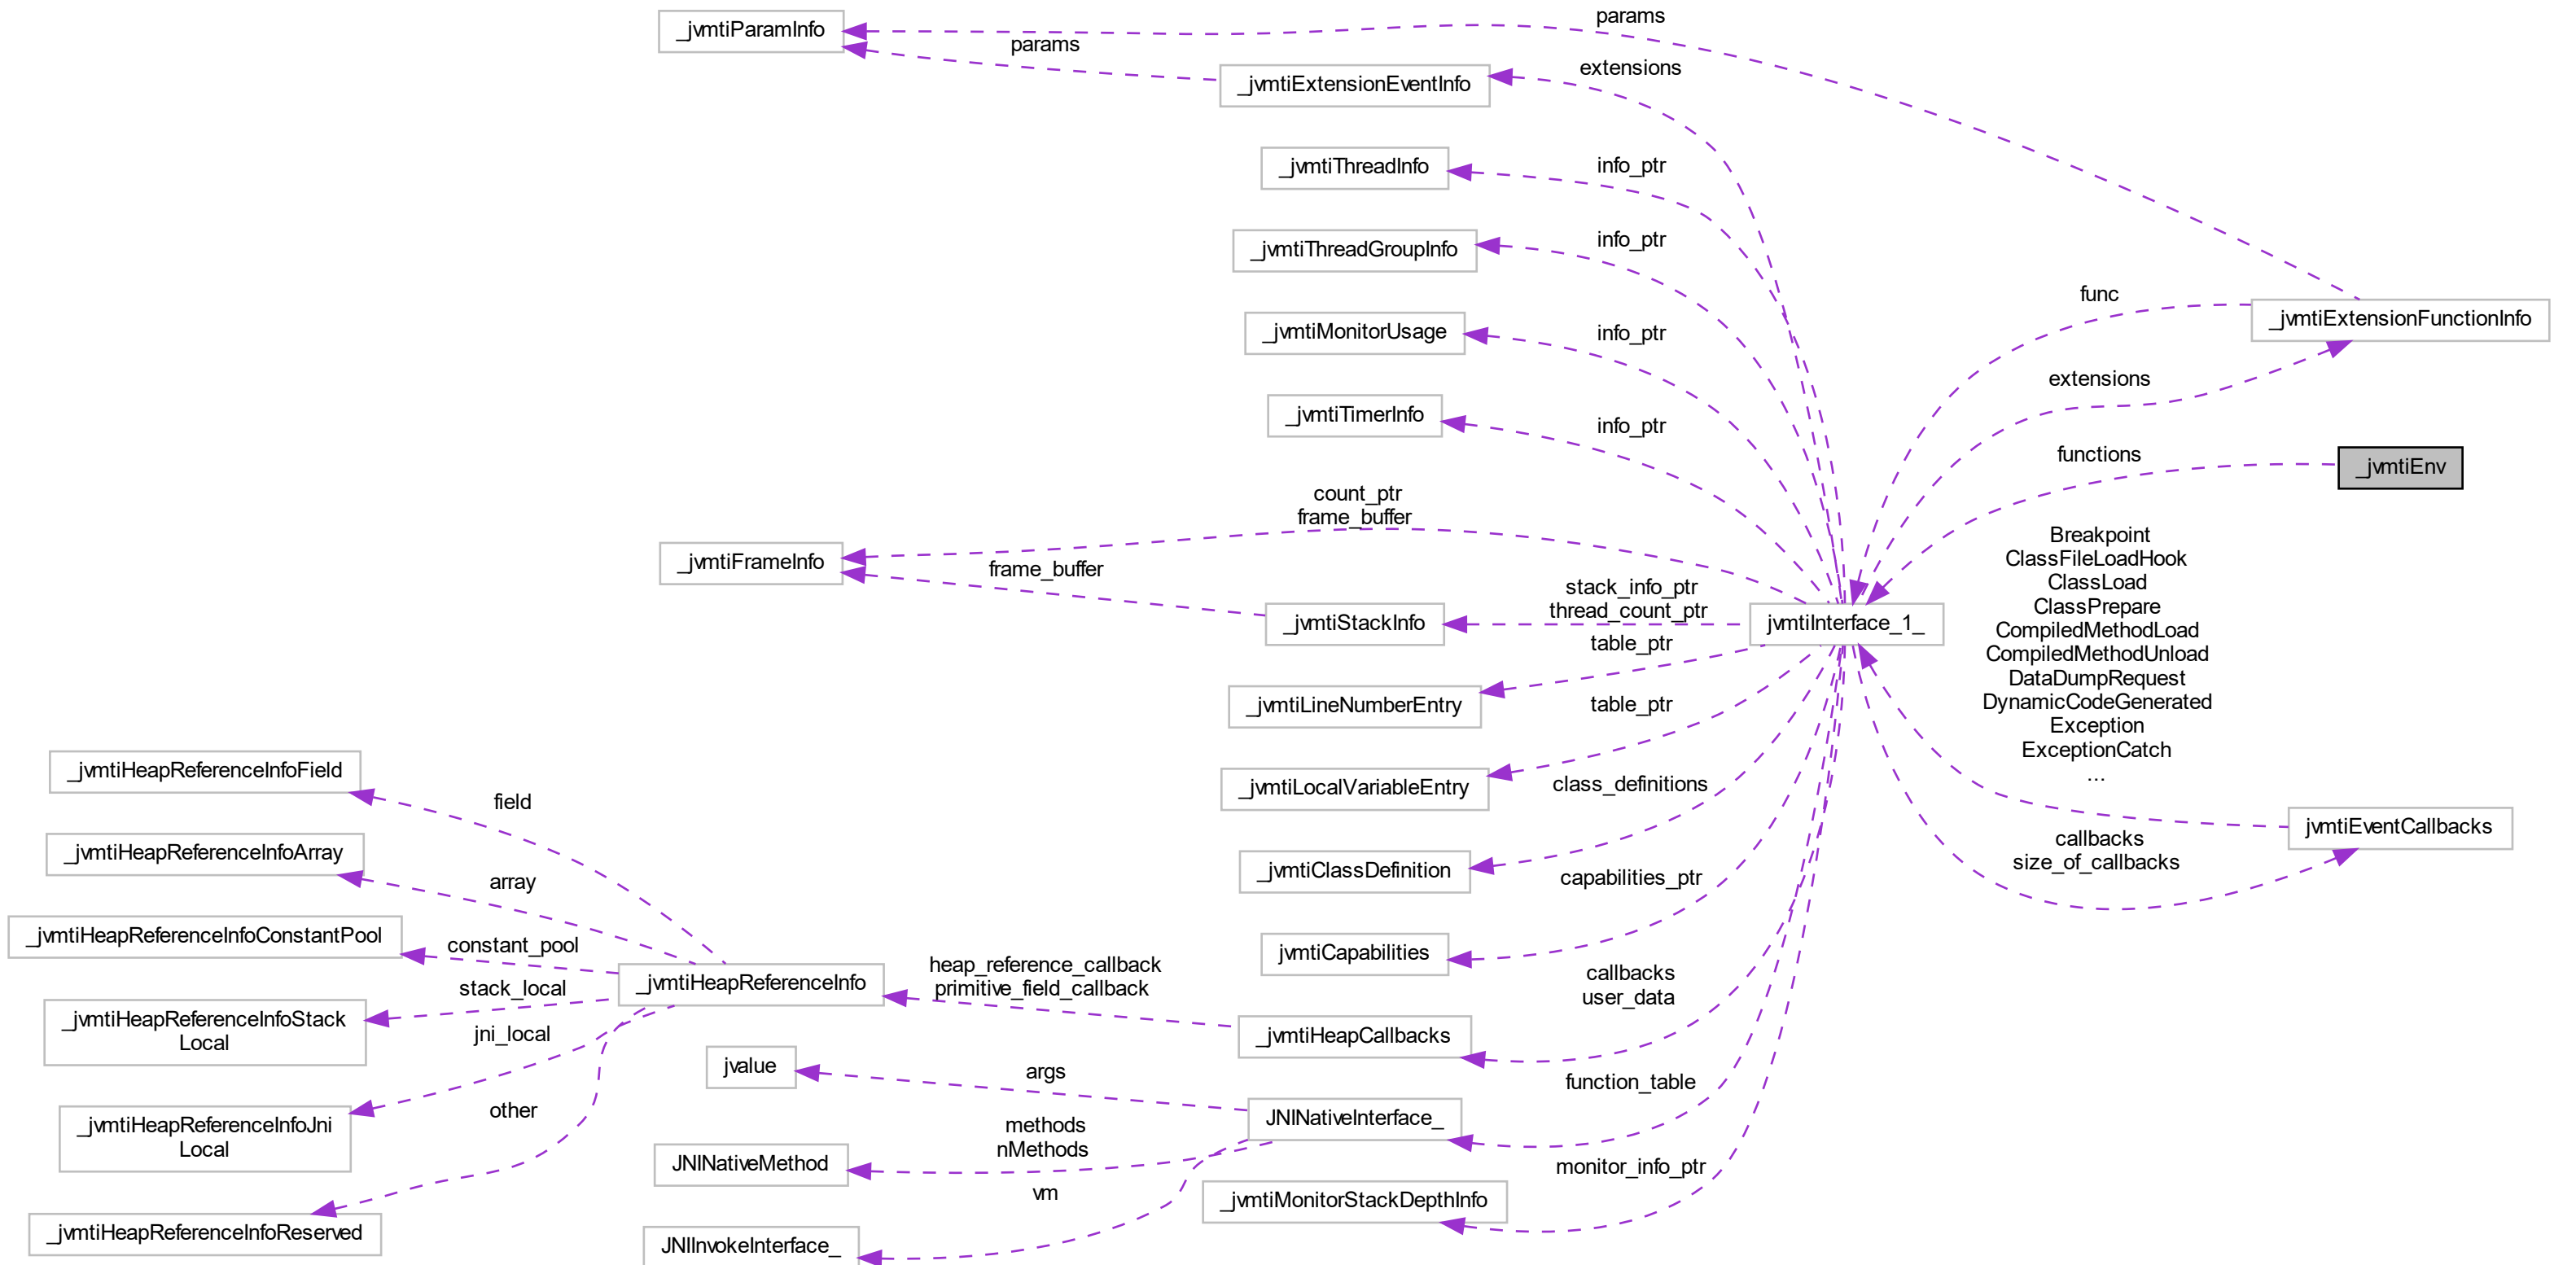 params
_jvmtiParamInfo
params
extensions
_jvmtiExtensionEventInfo
_jvmtiThreadInfo
info_ptr
_jvmtiThreadGroupInfo
info_ptr
func
_jvmtiExtensionFunctionInfo
_jvmtiMonitorUsage
info_ptr
extensions
_jvmtiTimerInfo
info_ptr
functions
_jvmtiEnv
count_ptr
frame_buffer
_jvmtiFrameInfo
frame_buffer
stack_info_ptr
thread_count_ptr
_jvmtiStackInfo
jvmtiInterface_1_
Breakpoint
ClassFileLoadHook
ClassLoad
ClassPrepare
CompiledMethodLoad
CompiledMethodUnload
DataDumpRequest
DynamicCodeGenerated
Exception
ExceptionCatch
...
table_ptr
_jvmtiLineNumberEntry
table_ptr
_jvmtiLocalVariableEntry
class_definitions
_jvmtiClassDefinition
jvmtiEventCallbacks
callbacks
size_of_callbacks
capabilities_ptr
jvmtiCapabilities
_jvmtiHeapReferenceInfoField
field
_jvmtiHeapReferenceInfoArray
array
_jvmtiHeapReferenceInfoConstantPool
constant_pool
_jvmtiHeapReferenceInfo
heap_reference_callback
primitive_field_callback
callbacks
user_data
stack_local
_jvmtiHeapReferenceInfoStack
Local
jni_local
_jvmtiHeapCallbacks
jvalue
args
function_table
JNINativeInterface_
_jvmtiHeapReferenceInfoJni
Local
other
methods
nMethods
JNINativeMethod
monitor_info_ptr
vm
_jvmtiMonitorStackDepthInfo
_jvmtiHeapReferenceInfoReserved
JNIInvokeInterface_